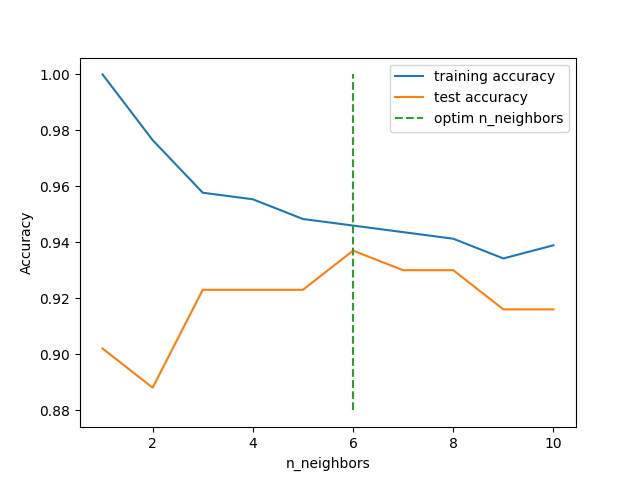 training accuracy
test accuracy
optim n_neighbors
Accuracy
1.00
0.98
0.96
0.94
0.92
0.90
0.88
2 4 6 8 10
n_neighbors